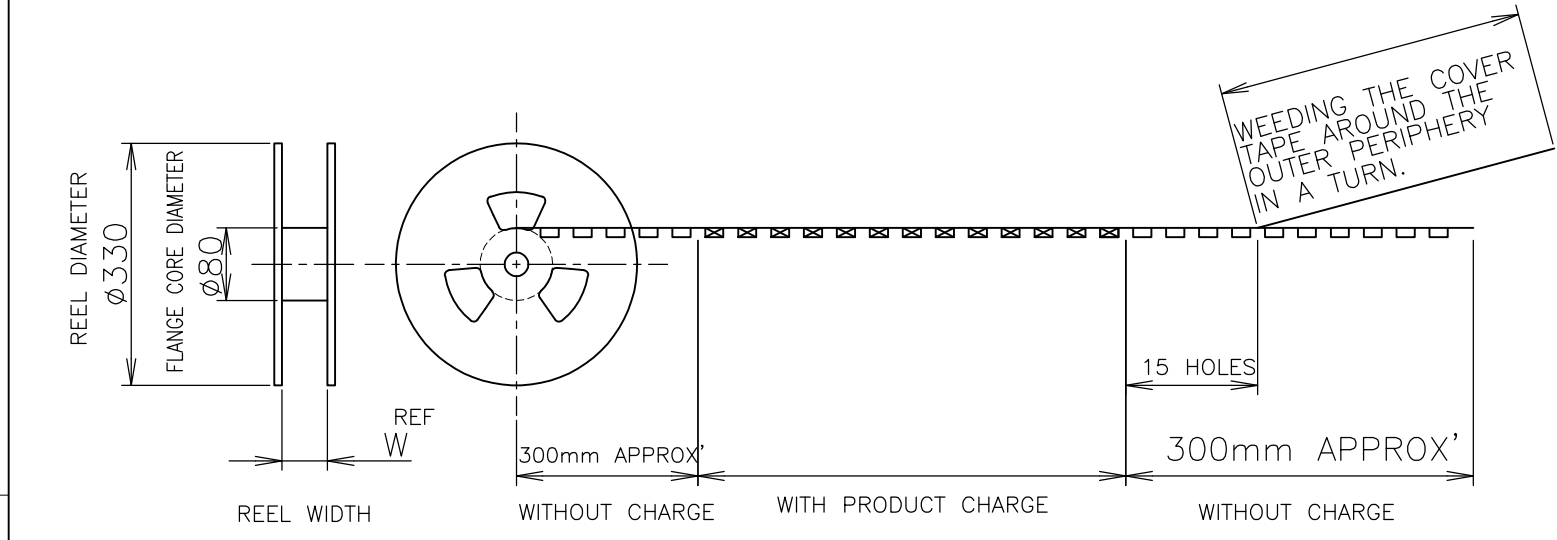 WEEDING THE COVER
TAPE AROUND THE
OUTER PERIPHERY
IN A TURN.
REEL DIAMETER
Ø330
FLANGE CORE DIAMETER
Ø80
15 HOLES
REF
W
300mm APPROX'
300mm APPROX'
REEL WIDTH
WITHOUT CHARGE
WITH PRODUCT CHARGE
WITHOUT CHARGE